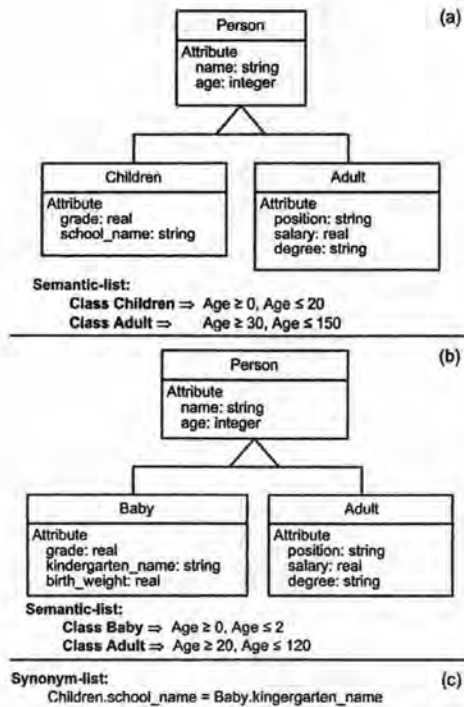 (a)
Person
Attribute
name: string
age: integer
Children
Attribute
grade: real
school_name: string
Adult
Attribute
position: string
salary: real
degree: string
Semantic-list:
Class Children ⇒ Age ≥ 0, Age ≤ 20
Class Adult ⇒ Age ≥ 30, Age ≤ 150
(b)
Person
Attribute
name: string
age: integer
Baby
Attribute
grade: real
kindergarten_name: string
birth_weight: real
Adult
Attribute
position: string
salary: real
degree: string
Semantic-list:
Class Baby ⇒ Age ≥ 0, Age ≤ 2
Class Adult ⇒ Age ≥ 20, Age ≤ 120
Synonym-list:
(c)
Children.school_name = Baby.kingergarten_name